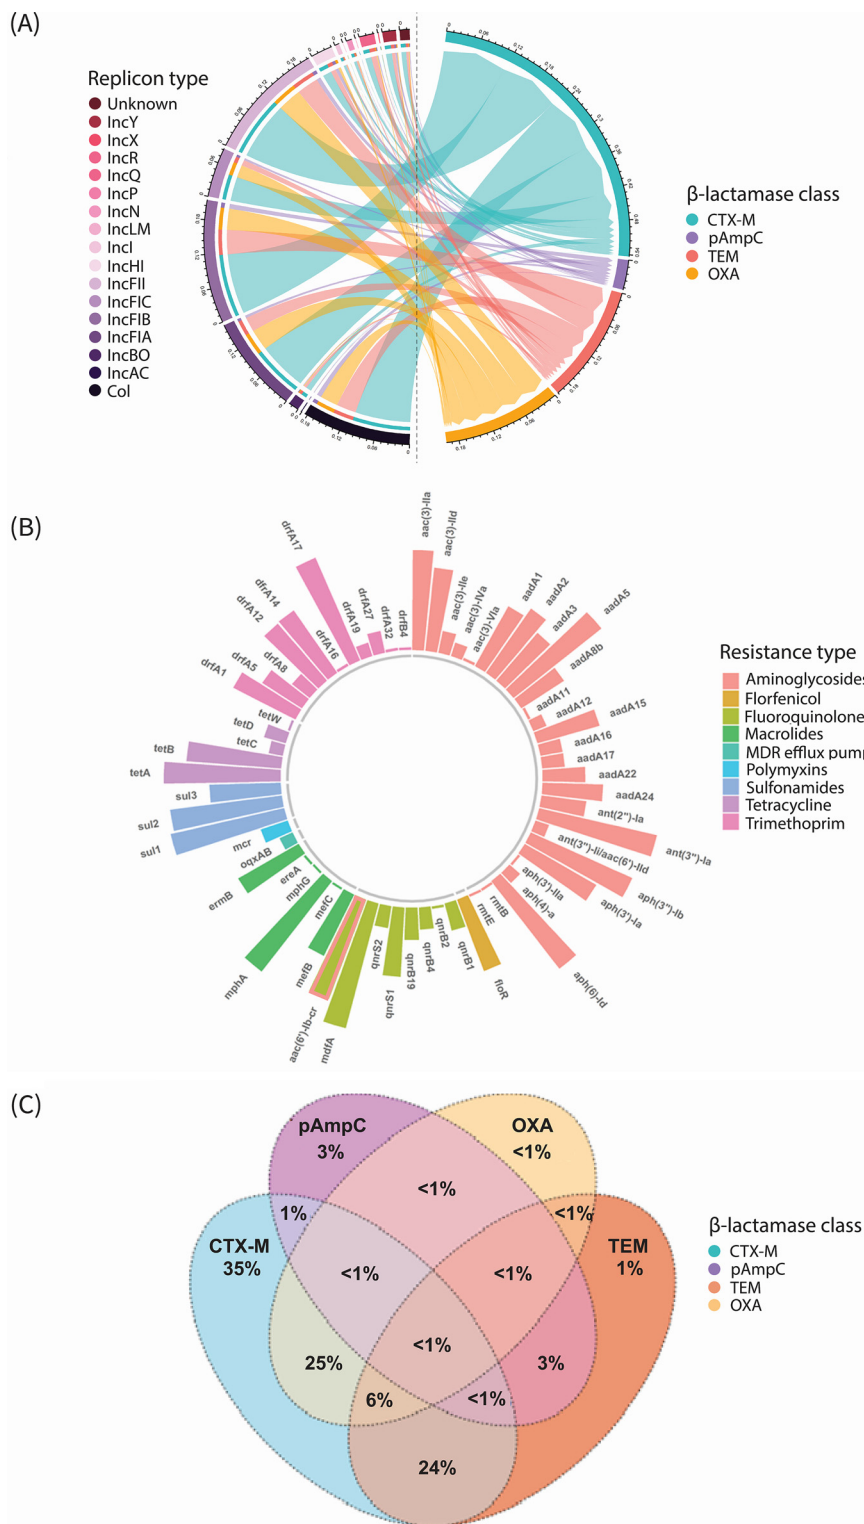 (A)
Replicon type
Unknown
IncY
IncX
IncR
IncQ
IncP
IncN
IncLM
IncI
IncHI
IncFII
IncFIC
IncFIB
IncFIA
IncBO
IncAC
Col
β-lactamase class
CTX-M
pAmpC
TEM
OXA
(B)
aac(3)-IIa
aac(3)-IId
aac(3)-IIe
aac(3)-IVa
aac(3)-VIa
aadA1
aadA2
aadA3
aadA5
aadA8b
aadA11
aadA12
aadA15
aadA16
aadA17
aadA22
aadA24
ant(2")-Ia
ant(3")-Ia
ant(3")-Ii/aac(6')-IId
aph(3")-Ib
aph(3')-Ia
aph(3')-IIa
aph(4)-a
aph(6)-Id
rmtB
rmtE
floR
qnrB1
qnrB2
qnrB4
qnrB19
qnrS1
qnrS2
mdfA
aac(6')-Ib-cr
mefB
mefC
mphA
mphG
ereA
ermB
oqxAB
mcr
sul1
sul2
sul3
tetA
tetB
tetC
tetD
tetW
drfA1
drfA5
drfA8
drfA12
dfrA14
drfA16
drfA17
drfA19
drfA27
drfA32
drfB4
Resistance type
Aminoglycosides
Florfenicol
Fluoroquinolone
Macrolides
MDR efflux pump
Polymyxins
Sulfonamides
Tetracycline
Trimethoprim
(C)
pAmpC
3%
OXA
<1%
<1%
1%
<1%
CTX-M
35%
TEM
1%
<1%
<1%
<1%
25%
3%
6%
<1%
24%
β-lactamase class
CTX-M
pAmpC
TEM
OXA